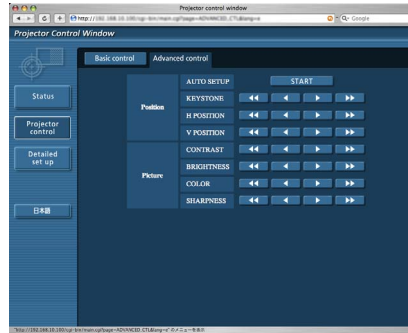 Projector control window
Google
Projector Control Window
Basic control
Advanced control
Status
Projector
control
Detailed
set up
日本語
Position
AUTO SETUP
START
KEYSTONE
H POSITION
V POSITION
Picture
CONTRAST
BRIGHTNESS
COLOR
SHARPNESS